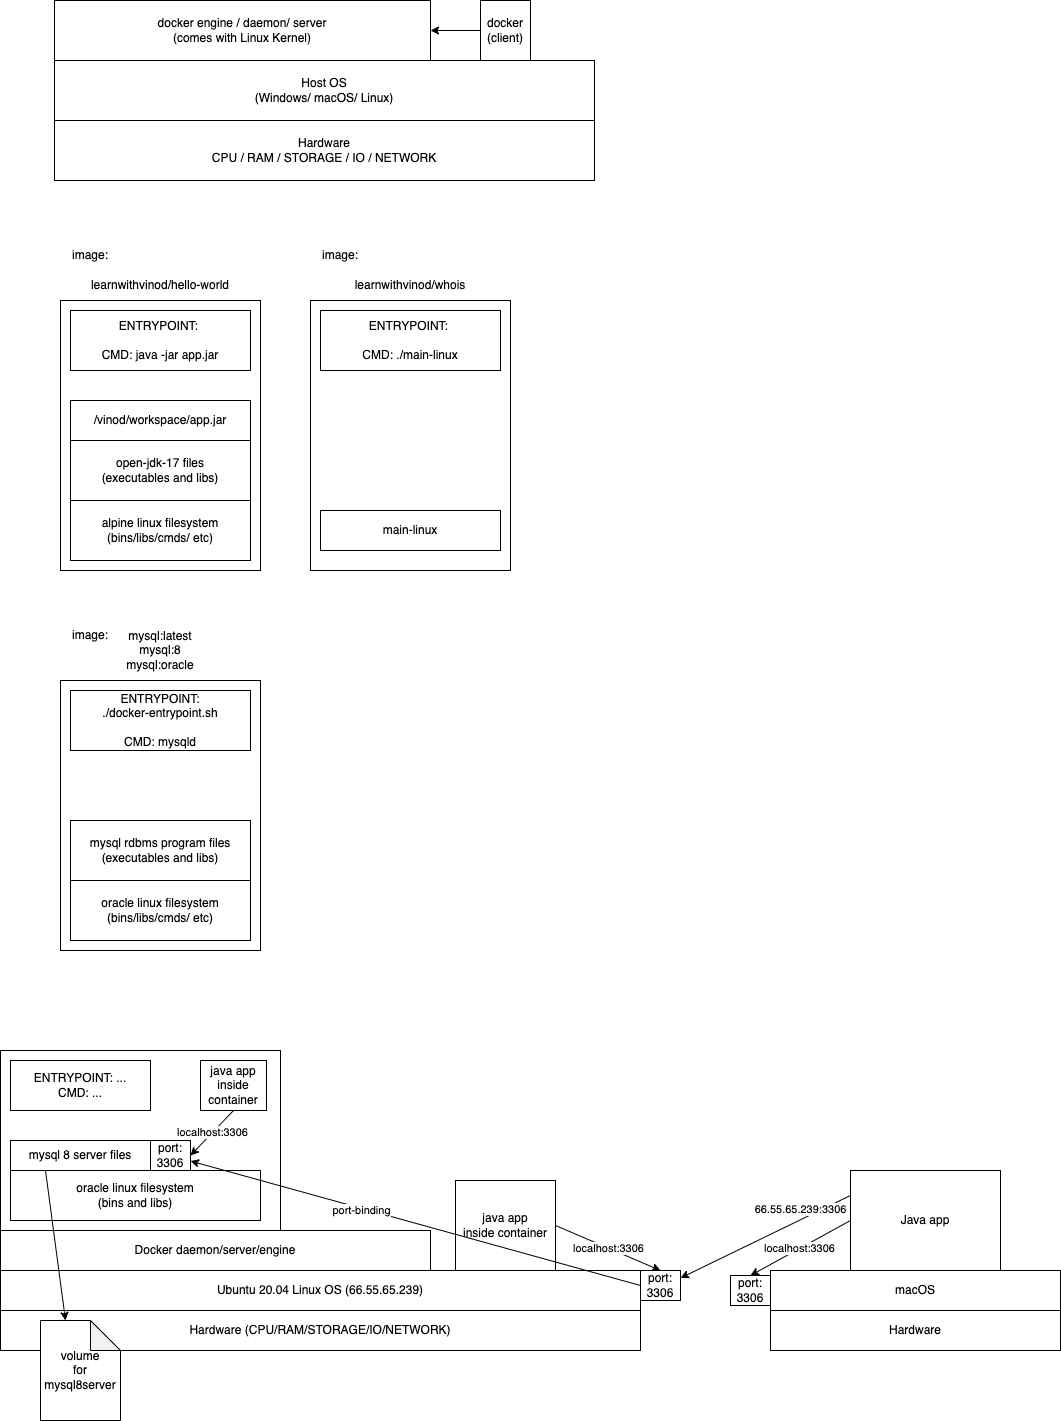 docker engine / daemon/ server
(comes with Linux Kernel)
docker
(client)
Host OS
(Windows/ macOS/ Linux)
Hardware
CPU / RAM / STORAGE / IO / NETWORK
image:
learnwithvinod/hello-world
ENTRYPOINT:
CMD: java -jar app.jar
/vinod/workspace/app.jar
open-jdk-17 files
(executables and libs)
alpine linux filesystem
(bins/libs/cmds/ etc)
image:
learnwithvinod/whois
ENTRYPOINT:
CMD: ./main-linux
main-linux
image:
mysql:latest
mysql:8
mysql:oracle
ENTRYPOINT:
./docker-entrypoint.sh
CMD: mysqld
mysql rdbms program files
(executables and libs)
oracle linux filesystem
(bins/libs/cmds/ etc)
ENTRYPOINT: ...
CMD: ...
java app
inside
container
localhost:3306
mysql 8 server files
port:
3306
oracle linux filesystem
(bins and libs)
port-binding
java app
inside container
localhost:3306
Docker daemon/server/engine
Ubuntu 20.04 Linux OS (66.55.65.239)
port:
3306
Hardware (CPU/RAM/STORAGE/IO/NETWORK)
volume
for
mysql8server
66.55.65.239:3306
Java app
localhost:3306
port:
3306
macOS
Hardware